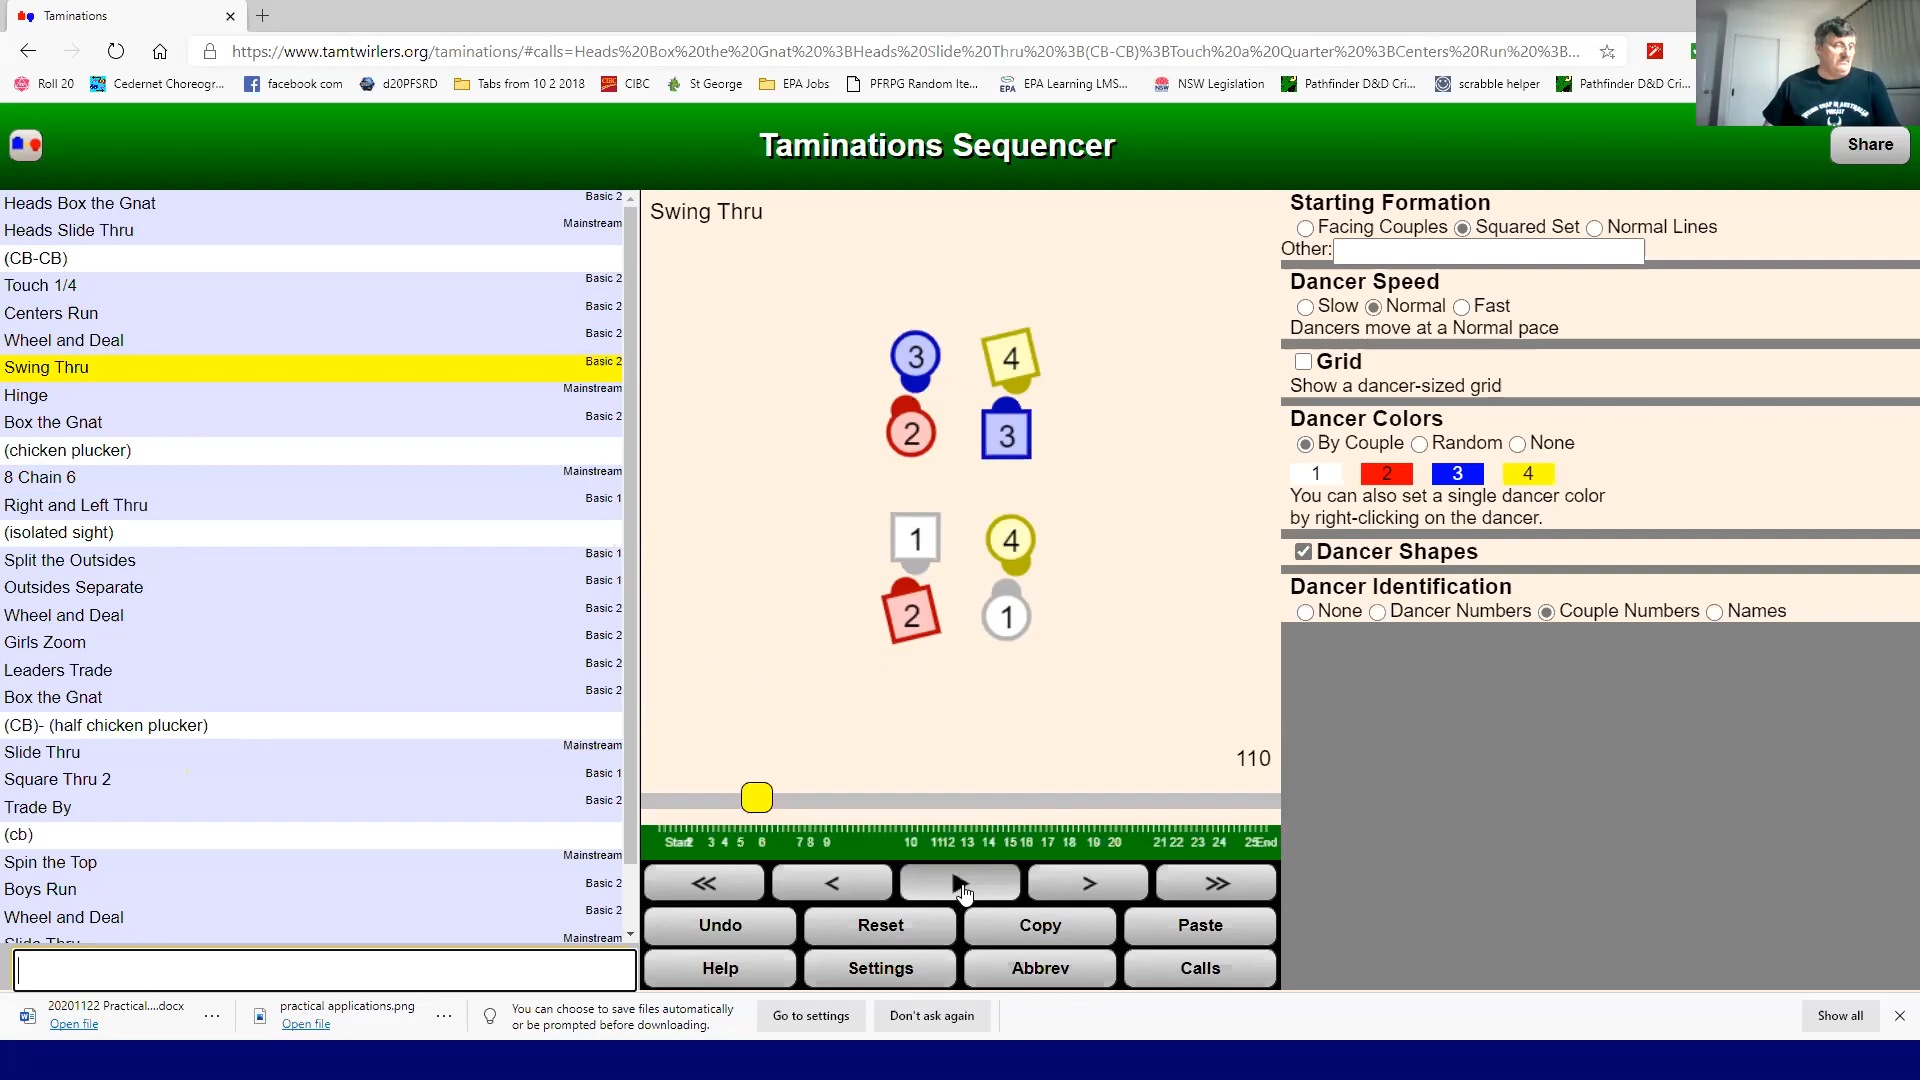 Taminations
https://www.tamtwirlers.org/taminations/#calls=Heads%20Box%20the%20Gnat%20%3BHeads%20Slide%20Thru%20%3B(CB-CB)%3BTouch%20a%20Quarter%20%3BCenters%20Run%20%3B...
Roll 20 Cedernet Choreogr... facebook.com d20PFSRD Tabs from 10 2 2018 CIBC St George EPA Jobs PFRPG Random Ite... EPA Learning LMS... NSW Legislation Pathfinder D&D Cri... scrabble helper Pathfinder D&D Cri...
Taminations Sequencer
Share
Heads Box the Gnat Basic 2
Heads Slide Thru Mainstream
(CB-CB)
Touch 1/4 Basic 2
Centers Run Basic 2
Wheel and Deal Basic 2
Swing Thru Basic 2
Hinge Mainstream
Box the Gnat Basic 2
(chicken plucker)
8 Chain 6 Mainstream
Right and Left Thru Basic 1
(isolated sight)
Split the Outsides Basic 1
Outsides Separate Basic 1
Wheel and Deal Basic 2
Girls Zoom Basic 2
Leaders Trade Basic 2
Box the Gnat Basic 2
(CB)- (half chicken plucker)
Slide Thru Mainstream
Square Thru 2 Basic 1
Trade By Basic 2
(cb)
Spin the Top Mainstream
Boys Run Basic 2
Wheel and Deal Basic 2
Slide Thru Mainstream
Swing Thru
3 4
2 3
1 4
2 1
110
Start 2 3 4 5 6 7 8 9 10 11 12 13 14 15 16 17 18 19 20 21 22 23 24 25 End
≪ < ▶ > ≫
Undo Reset Copy Paste
Help Settings Abbrev Calls
Starting Formation
Facing Couples Squared Set Normal Lines
Other:
Dancer Speed
Slow Normal Fast
Dancers move at a Normal pace
Grid
Show a dancer-sized grid
Dancer Colors
By Couple Random None
1 2 3 4
You can also set a single dancer color
by right-clicking on the dancer.
Dancer Shapes
Dancer Identification
None Dancer Numbers Couple Numbers Names
20201122 Practical....docx
Open file
practical applications.png
Open file
You can choose to save files automatically
or be prompted before downloading.
Go to settings
Don't ask again
Show all